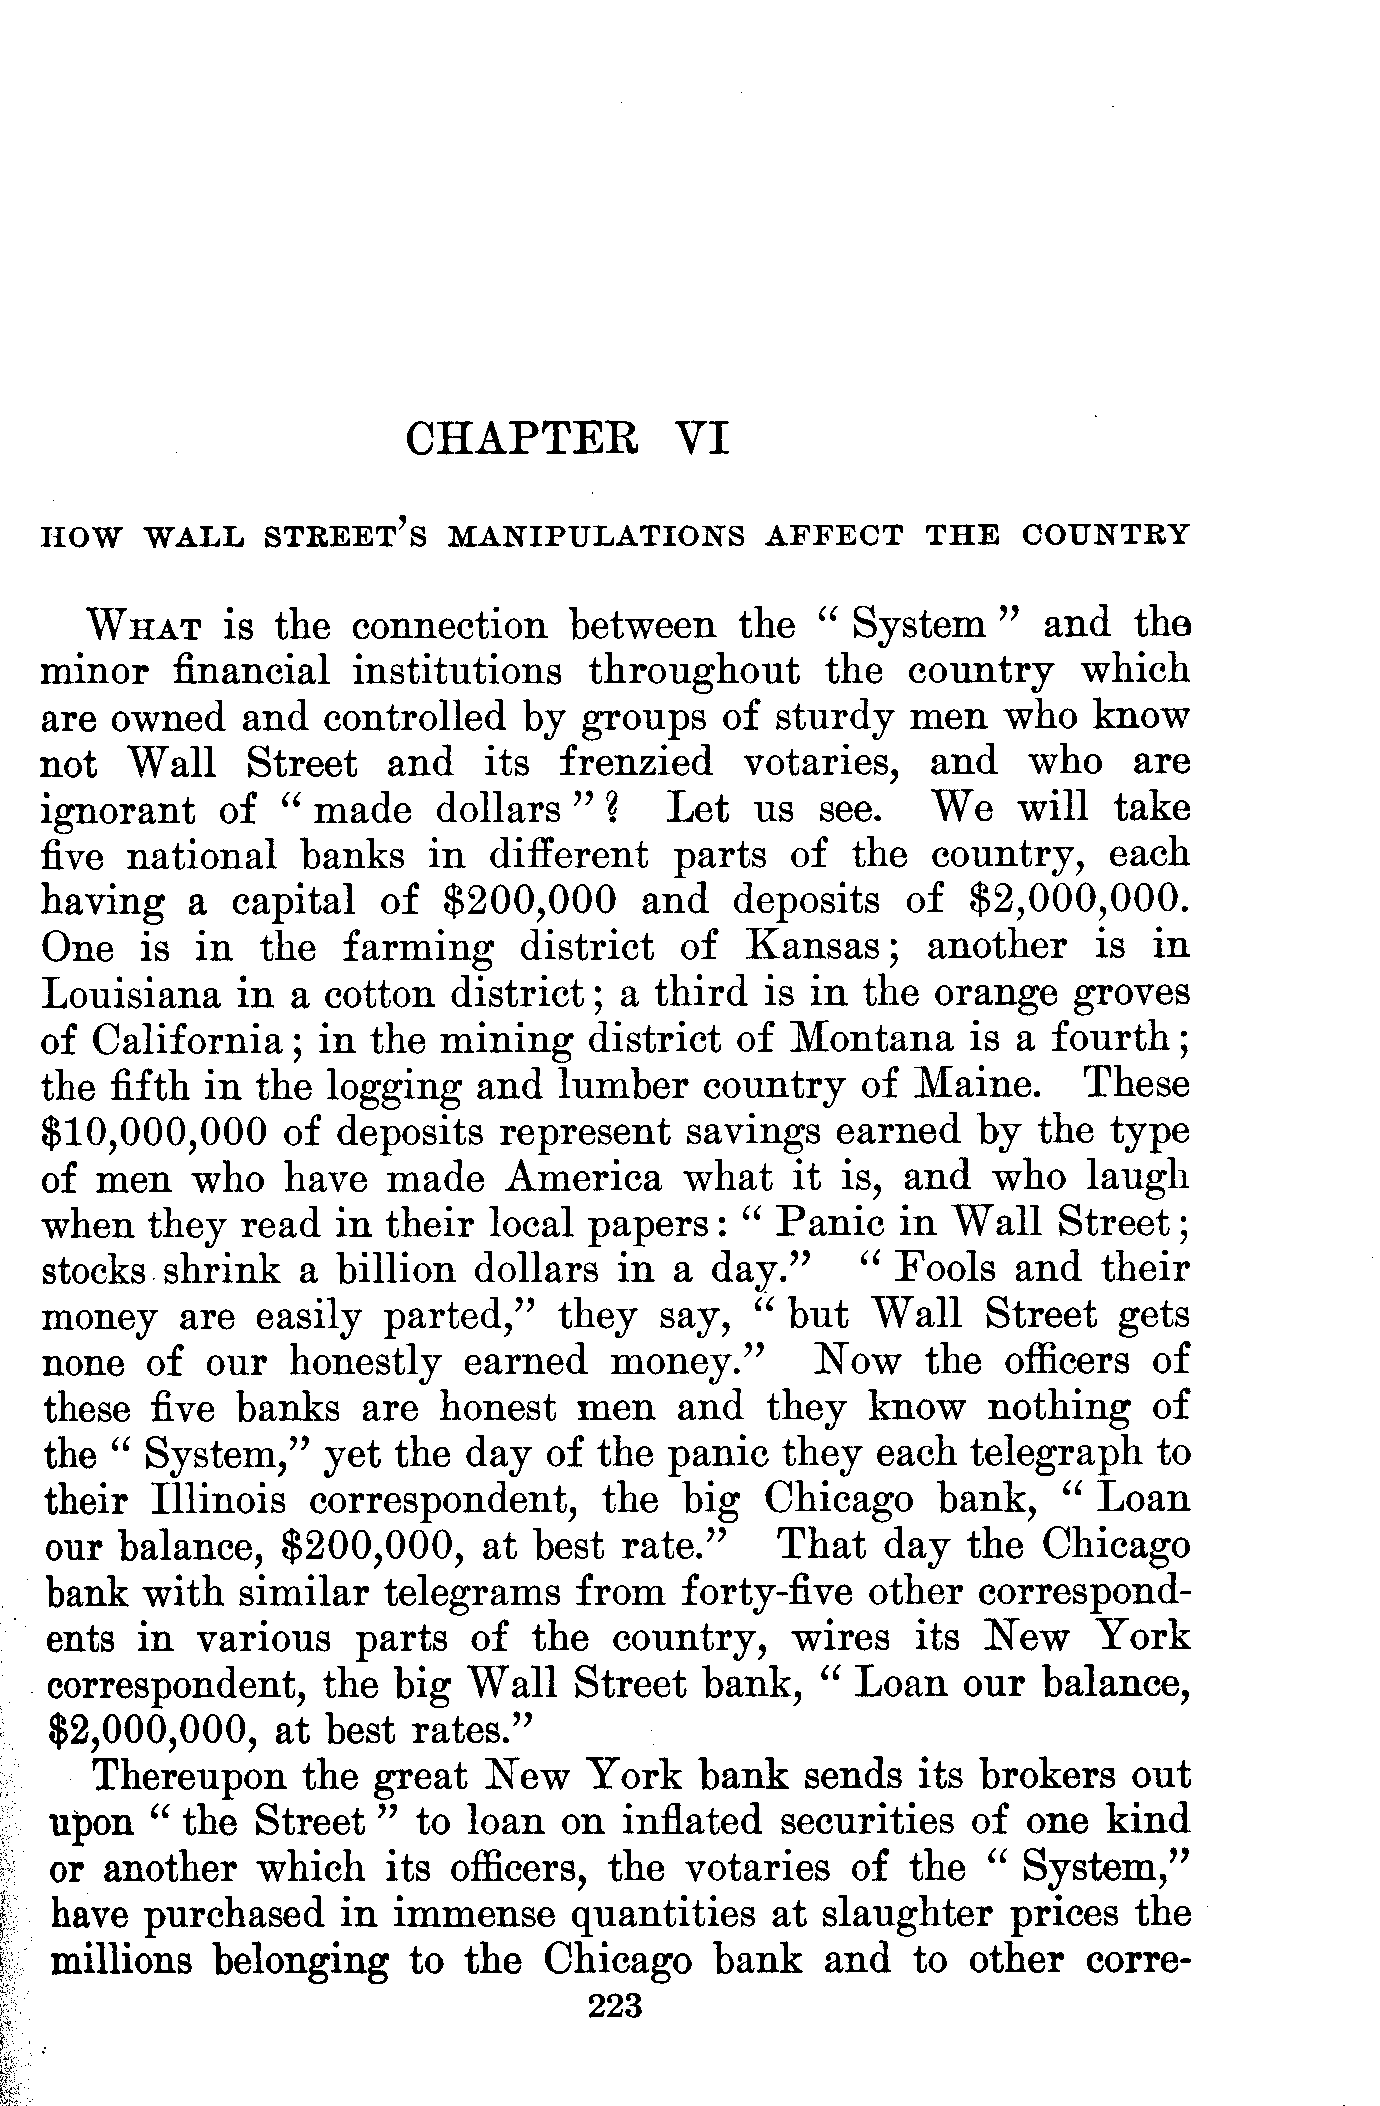 CHAPTER VI
HOW WALL STREET'S MANIPULATIONS AFFECT THE COUNTRY
WHAT is the connection between the " System " and the
minor financial institutions throughout the country which
are owned and controlled by groups of sturdy men who know
not Wall Street and its frenzied votaries, and who are
ignorant of " made dollars " ? Let us see. We will take
five national banks in different parts of the country, each
having a capital of $200,000 and deposits of $2,000,000.
One is in the farming district of Kansas ; another is in
Louisiana in a cotton district ; a third is in the orange groves
of California ; in the mining district of Montana is a fourth ;
the fifth in the logging and lumber country of Maine. These
$10,000,000 of deposits represent savings earned by the type
of men who have made America what it is, and who laugh
when they read in their local papers : " Panic in Wall Street ;
stocks shrink a billion dollars in a day." " Fools and their
money are easily parted," they say, " but Wall Street gets
none of our honestly earned money." Now the officers of
these five banks are honest men and they know nothing of
the " System," yet the day of the panic they each telegraph to
their Illinois correspondent, the big Chicago bank, " Loan
our balance, $200,000, at best rate." That day the Chicago
bank with similar telegrams from forty-five other correspond-
ents in various parts of the country, wires its New York
correspondent, the big Wall Street bank, " Loan our balance,
$2,000,000, at best rates."
Thereupon the great New York bank sends its brokers out
upon " the Street " to loan on inflated securities of one kind
or another which its officers, the votaries of the " System,"
have purchased in immense quantities at slaughter prices the
millions belonging to the Chicago bank and to other corre-
223